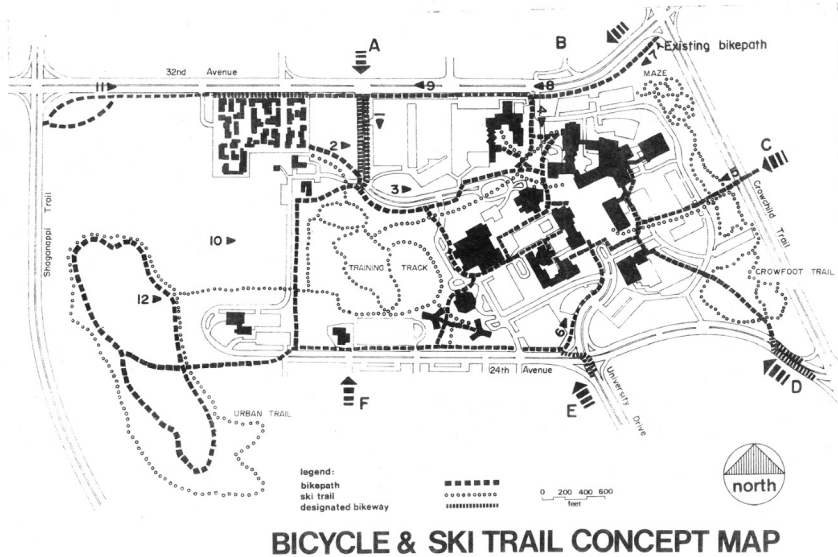 A
B
Existing bikepath
32nd Avenue
MAZE
11
9
8
4
1
2
C
3
5
Crowchild Trail
Shaganappi Trail
10
TRAINING TRACK
CROWFOOT TRAIL
12
6
24th Avenue
D
F
E
University Drive
URBAN TRAIL
legend:
bikepath
ski trail
designated bikeway
0 200 400 600
feet
north
BICYCLE & SKI TRAIL CONCEPT MAP